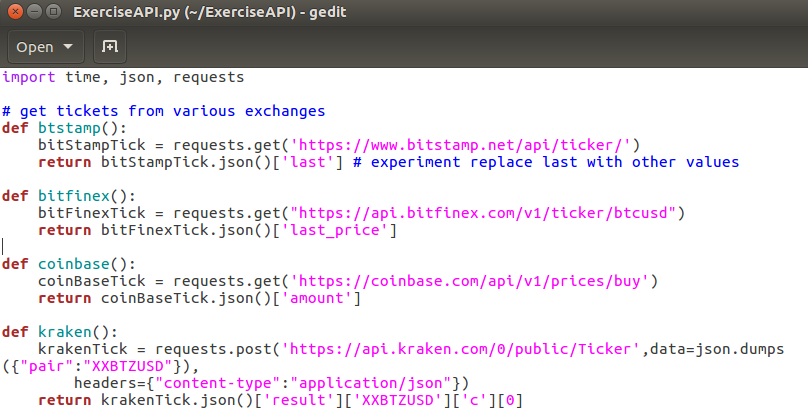 ExerciseAPI.py (~/ExerciseAPI) - gedit
Open
import time, json, requests
# get tickets from various exchanges
def btstamp():
    bitStampTick = requests.get('https://www.bitstamp.net/api/ticker/')
    return bitStampTick.json()['last'] # experiment replace last with other values
def bitfinex():
    bitFinexTick = requests.get("https://api.bitfinex.com/v1/ticker/btcusd")
    return bitFinexTick.json()['last_price']
def coinbase():
    coinBaseTick = requests.get('https://coinbase.com/api/v1/prices/buy')
    return coinBaseTick.json()['amount']
def kraken():
    krakenTick = requests.post('https://api.kraken.com/0/public/Ticker',data=json.dumps
({"pair":"XXBTZUSD"}),
        headers={"content-type":"application/json"})
    return krakenTick.json()['result']['XXBTZUSD']['c'][0]